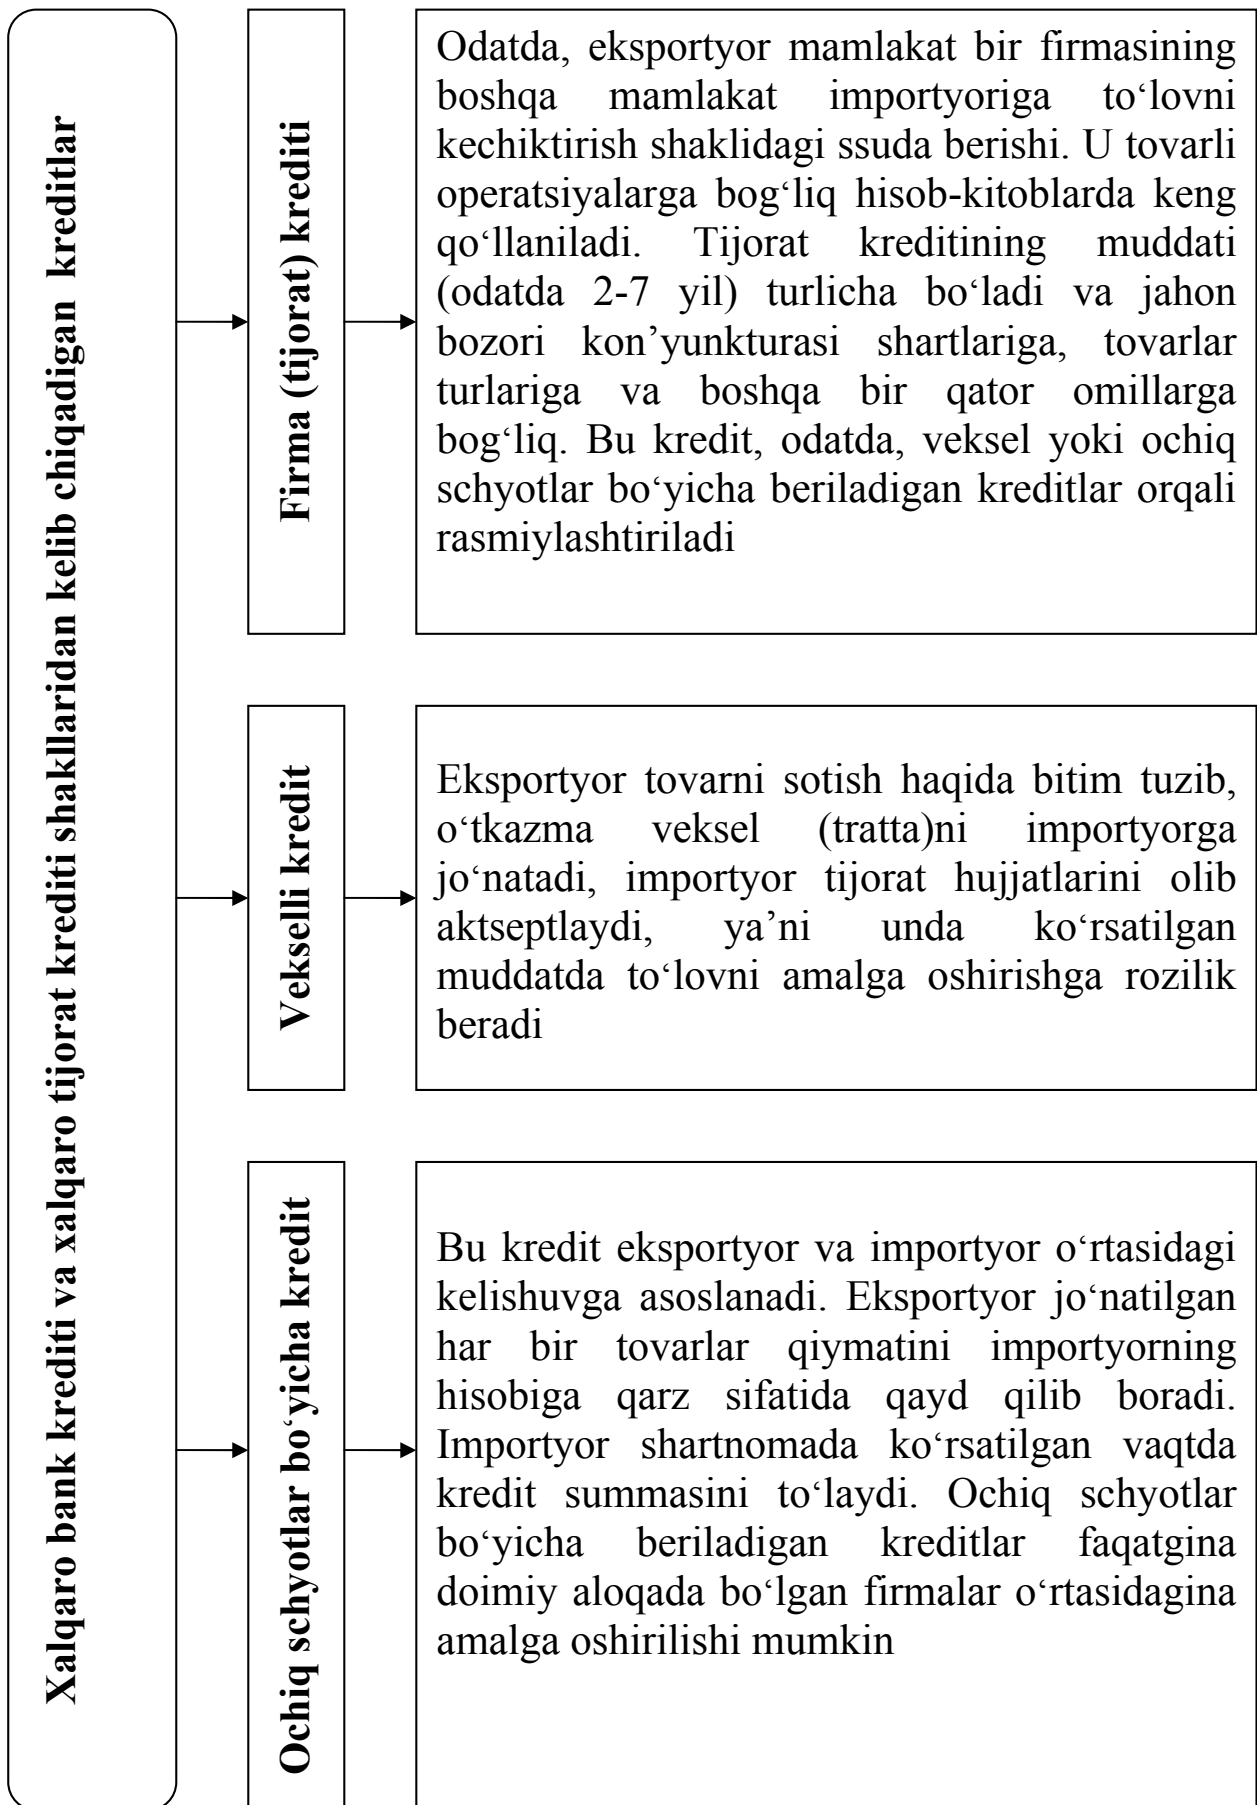 Xalqaro bank krediti va xalqaro tijorat krediti shakllaridan kelib chiqadigan kreditlar
Firma (tijorat) krediti
Odatda, eksportyor mamlakat bir firmasining
boshqa mamlakat importyoriga to‘lovni
kechiktirish shaklidagi ssuda berishi. U tovarli
operatsiyalarga bog‘liq hisob-kitoblarda keng
qo‘llaniladi. Tijorat kreditining muddati
(odatda 2-7 yil) turlicha bo‘ladi va jahon
bozori kon’yunkturasi shartlariga, tovarlar
turlariga va boshqa bir qator omillarga
bog‘liq. Bu kredit, odatda, veksel yoki ochiq
schyotlar bo‘yicha beriladigan kreditlar orqali
rasmiylashtiriladi
Vekselli kredit
Eksportyor tovarni sotish haqida bitim tuzib,
o‘tkazma veksel (tratta)ni importyorga
jo‘natadi, importyor tijorat hujjatlarini olib
aktseptlaydi, ya’ni unda ko‘rsatilgan
muddatda to‘lovni amalga oshirishga rozilik
beradi
Ochiq schyotlar bo‘yicha kredit
Bu kredit eksportyor va importyor o‘rtasidagi
kelishuvga asoslanadi. Eksportyor jo‘natilgan
har bir tovarlar qiymatini importyorning
hisobiga qarz sifatida qayd qilib boradi.
Importyor shartnomada ko‘rsatilgan vaqtda
kredit summasini to‘laydi. Ochiq schyotlar
bo‘yicha beriladigan kreditlar faqatgina
doimiy aloqada bo‘lgan firmalar o‘rtasidagina
amalga oshirilishi mumkin